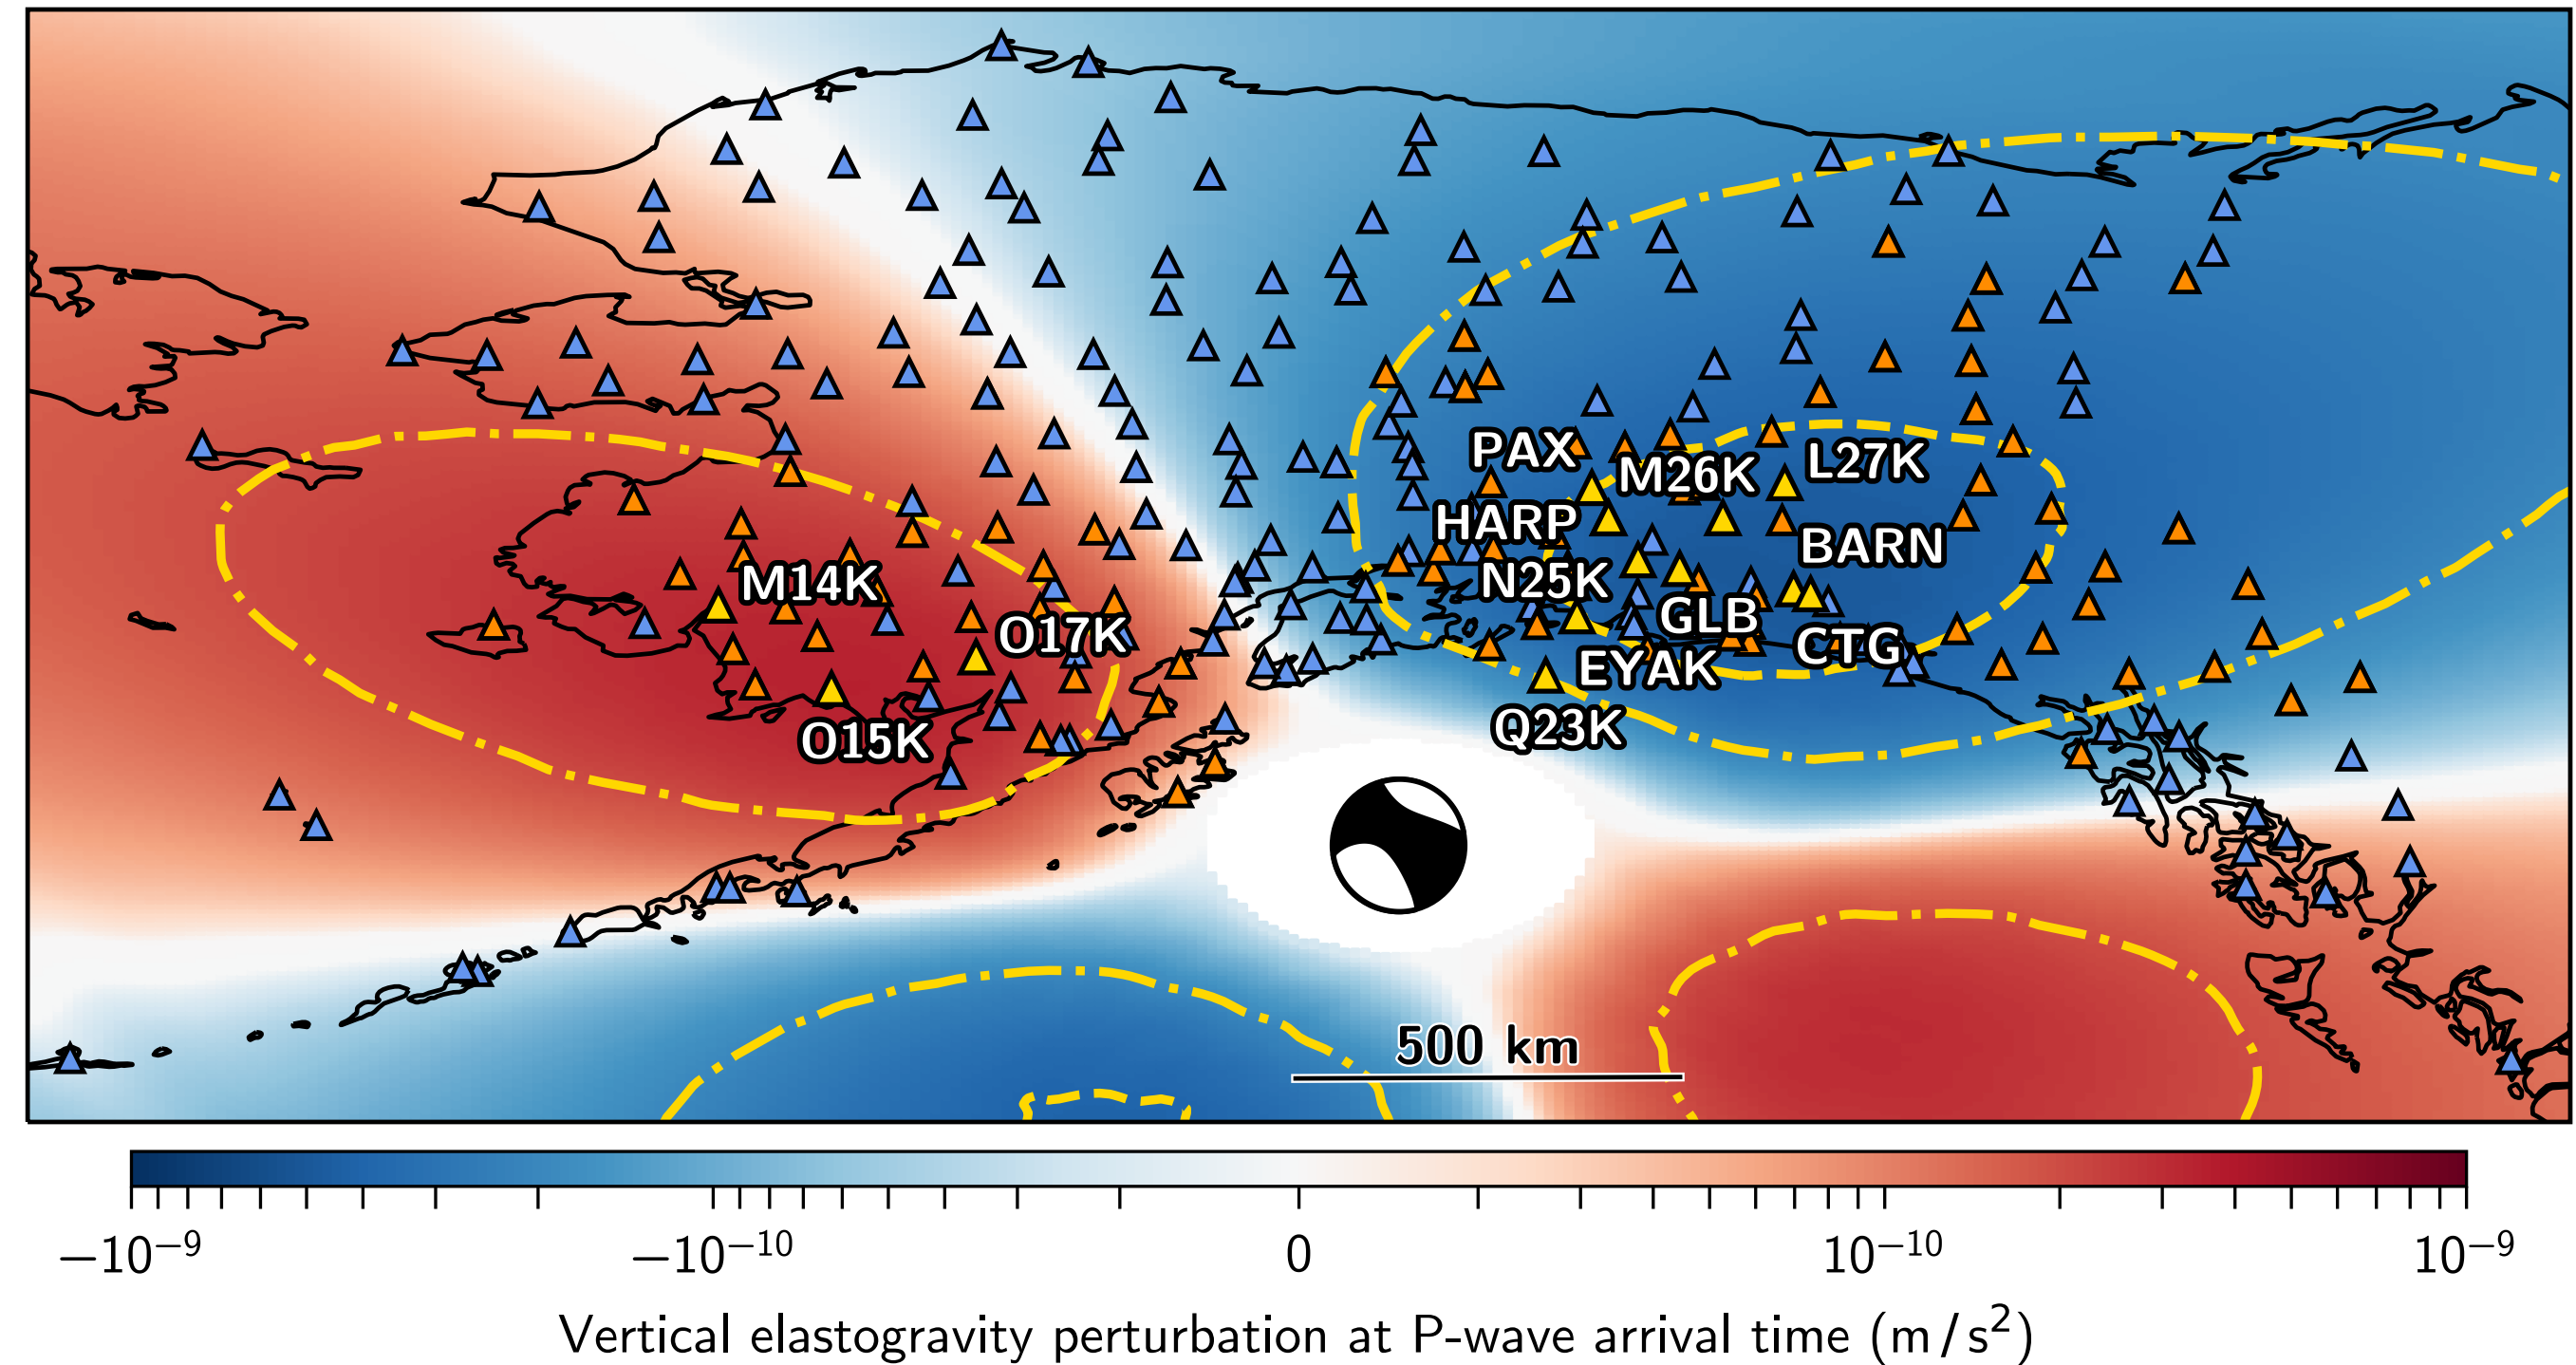 PAX
M26K
L27K
HARP
BARN
N25K
M14K
GLB
O17K
CTG
EYAK
Q23K
O15K
500 km
−10⁻⁹ −10⁻¹⁰ 0 10⁻¹⁰ 10⁻⁹
Vertical elastogravity perturbation at P-wave arrival time (m/s²)